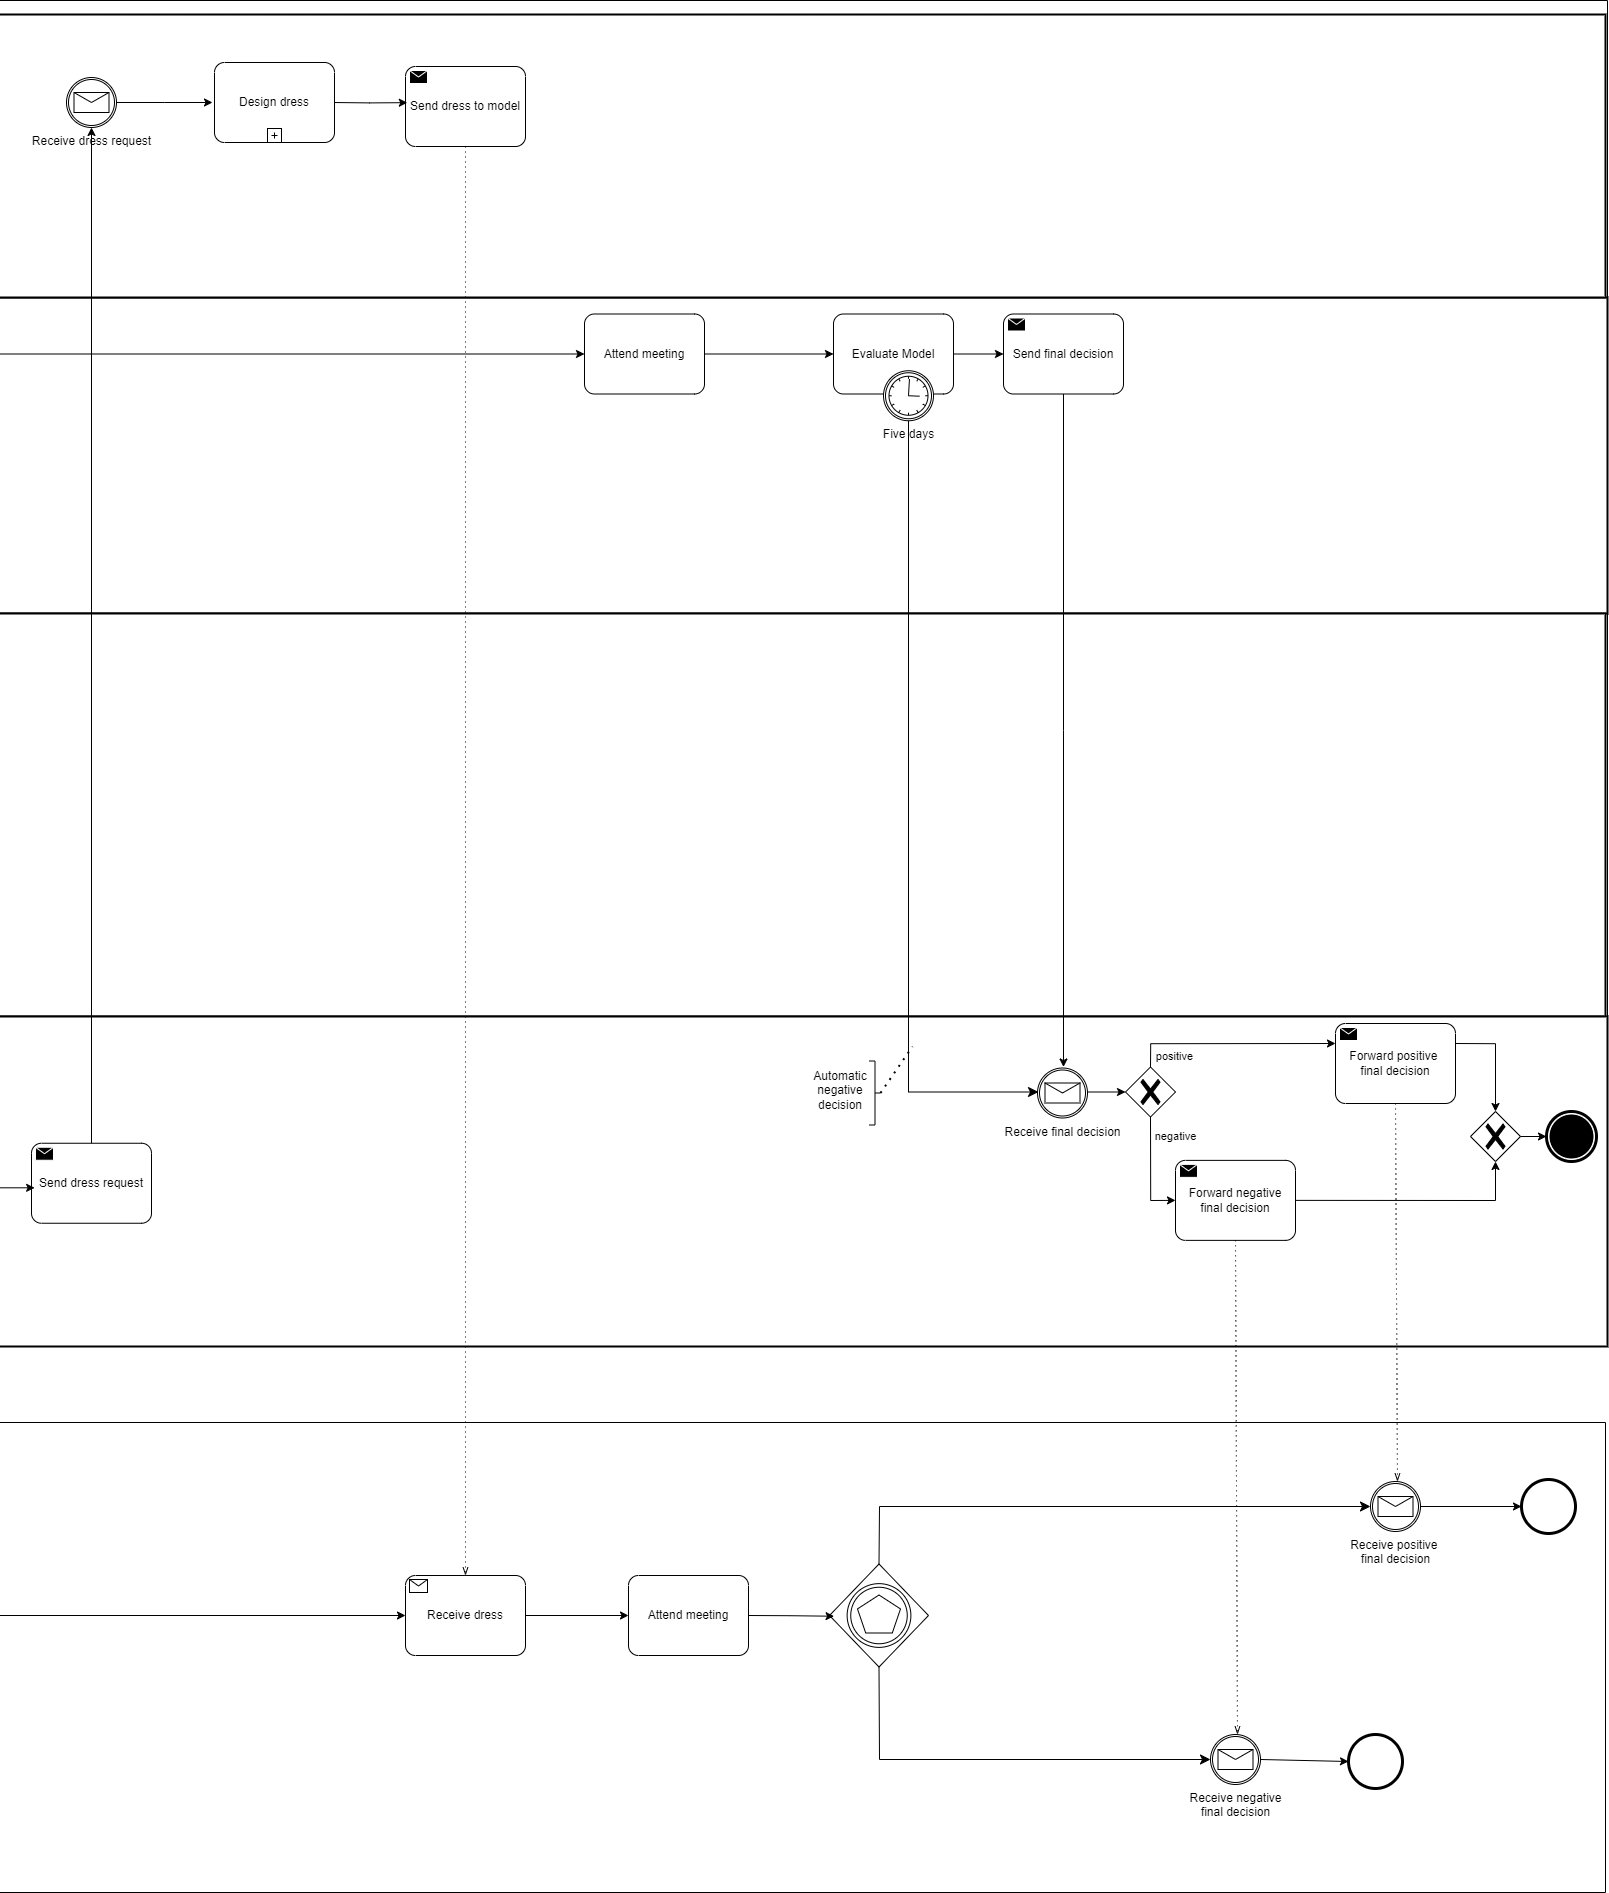 Design dress
Send dress to model
Receive dress request
Attend meeting
Evaluate Model
Send final decision
Five days
positive
Forward positive
final decision
Automatic
negative
decision
Receive final decision
negative
Send dress request
Forward negative
final decision
Receive positive
final decision
Receive dress
Attend meeting
Receive negative
final decision